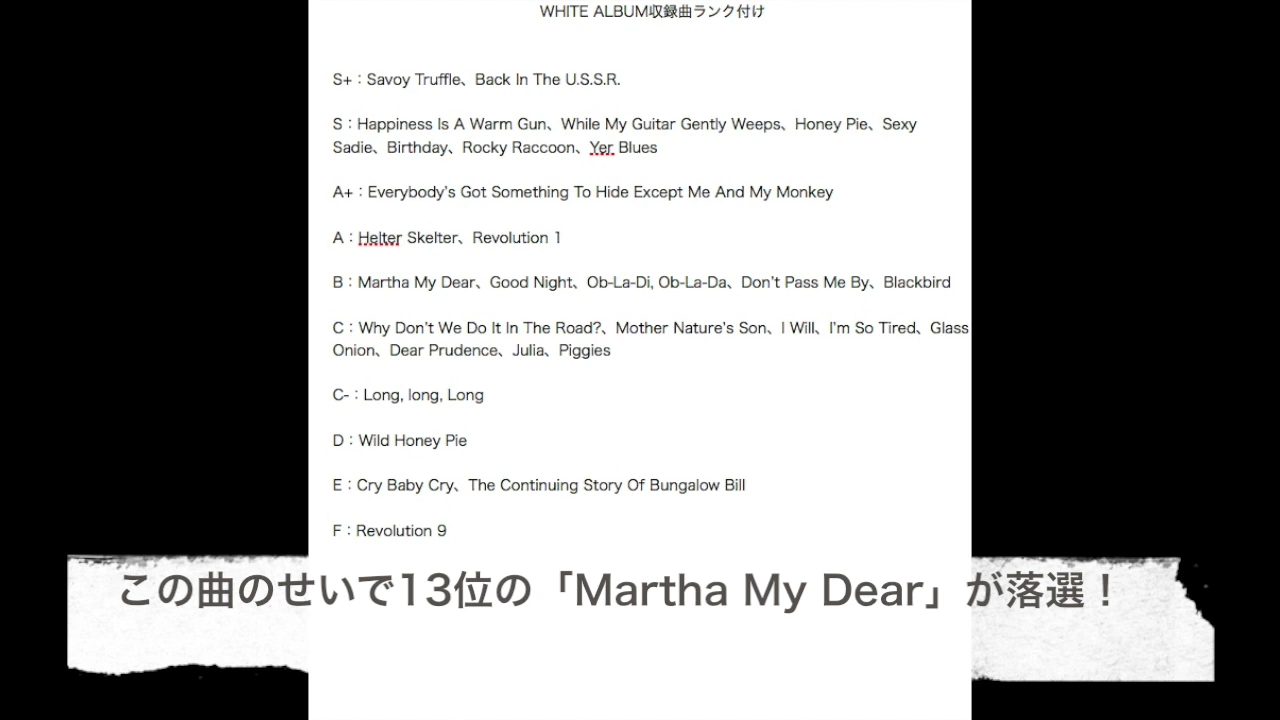 WHITE ALBUM収録曲ランク付け
S+：Savoy Truffle、Back In The U.S.S.R.
S：Happiness Is A Warm Gun、While My Guitar Gently Weeps、Honey Pie、Sexy
Sadie、Birthday、Rocky Raccoon、Yer Blues
A+：Everybody's Got Something To Hide Except Me And My Monkey
A：Helter Skelter、Revolution 1
B：Martha My Dear、Good Night、Ob-La-Di, Ob-La-Da、Don't Pass Me By、Blackbird
C：Why Don't We Do It In The Road?、Mother Nature's Son、I Will、I'm So Tired、Glass
Onion、Dear Prudence、Julia、Piggies
C-：Long, long, Long
D：Wild Honey Pie
E：Cry Baby Cry、The Continuing Story Of Bungalow Bill
F：Revolution 9
この曲のせいで13位の「Martha My Dear」が落選！